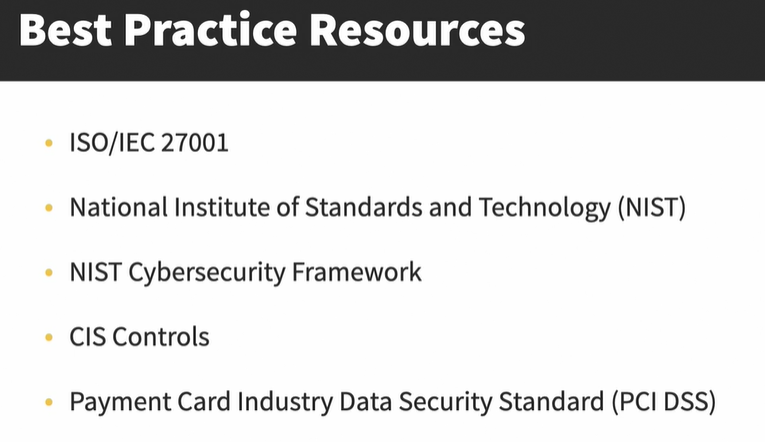 Best Practice Resources
• ISO/IEC 27001
• National Institute of Standards and Technology (NIST)
• NIST Cybersecurity Framework
• CIS Controls
• Payment Card Industry Data Security Standard (PCI DSS)